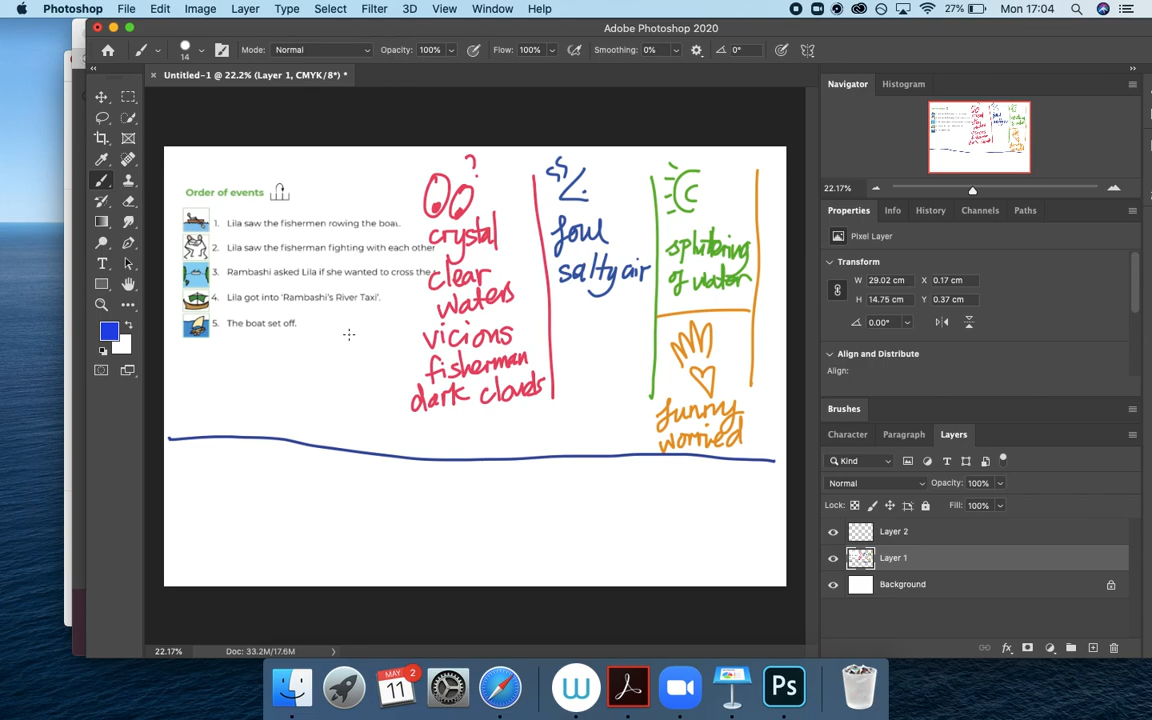 Photoshop File Edit Image Layer Type Select Filter 3D View Window Help 27% Mon 17:04
Adobe Photoshop 2020
14 Mode: Normal Opacity: 100% Flow: 100% Smoothing: 0% 0°
Untitled-1 @ 22.2% (Layer 1, CMYK/8*) *
Order of events
1. Lila saw the fishermen rowing the boat.
2. Lila saw the fisherman fighting with each other
3. Rambashi asked Lila if she wanted to cross the
4. Lila got into 'Rambashi's River Taxi'.
5. The boat set off.
?
crystal
clear
waters
vicions
fisherman
dark clouds
foul
salty air
of water
funny
worried
22.17% Doc: 33.2M/17.6M
Navigator Histogram
22.17%
Properties Info History Channels Paths
Pixel Layer
Transform
W 29.02 cm X 0.17 cm
H 14.75 cm Y 0.37 cm
0.00°
Align and Distribute
Align:
Brushes
Character Paragraph Layers
Kind
Normal Opacity: 100%
Lock: Fill: 100%
Layer 2
Layer 1
Background
MAY 2
11
Ps